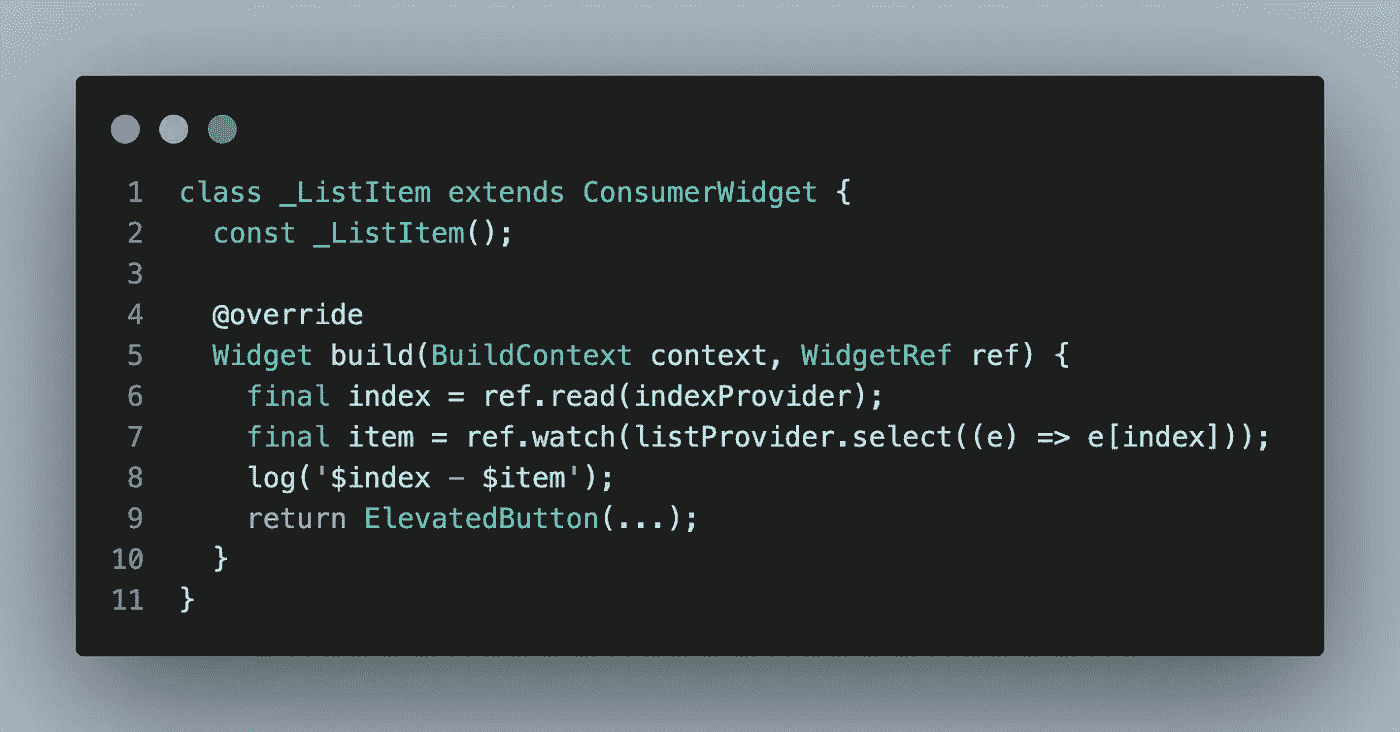 1 class _ListItem extends ConsumerWidget {
2   const _ListItem();
3
4   @override
5   Widget build(BuildContext context, WidgetRef ref) {
6     final index = ref.read(indexProvider);
7     final item = ref.watch(listProvider.select((e) => e[index]));
8     log('$index - $item');
9     return ElevatedButton(...);
10   }
11 }